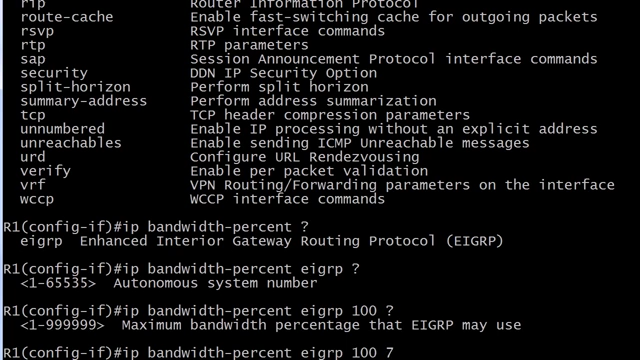 rip Router Information Protocol
route-cache Enable fast-switching cache for outgoing packets
rsvp RSVP interface commands
rtp RTP parameters
sap Session Announcement Protocol interface commands
security DDN IP Security Option
split-horizon Perform split horizon
summary-address Perform address summarization
tcp TCP header compression parameters
unnumbered Enable IP processing without an explicit address
unreachables Enable sending ICMP Unreachable messages
urd Configure URL Rendezvousing
verify Enable per packet validation
vrf VPN Routing/Forwarding parameters on the interface
wccp WCCP interface commands
R1(config-if)#ip bandwidth-percent ?
eigrp Enhanced Interior Gateway Routing Protocol (EIGRP)
R1(config-if)#ip bandwidth-percent eigrp ?
<1-65535> Autonomous system number
R1(config-if)#ip bandwidth-percent eigrp 100 ?
<1-999999> Maximum bandwidth percentage that EIGRP may use
R1(config-if)#ip bandwidth-percent eigrp 100 7